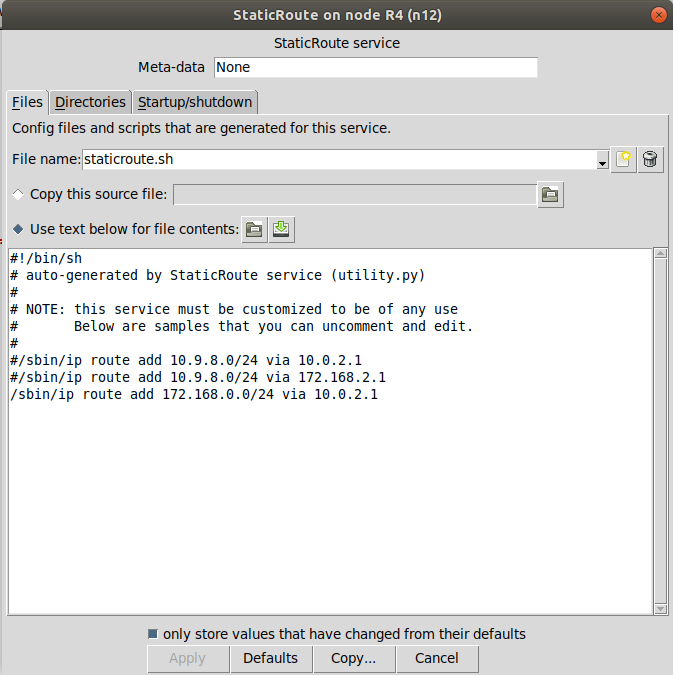 StaticRoute on node R4 (n12)
StaticRoute service
Meta-data None
Files Directories Startup/shutdown
Config files and scripts that are generated for this service.
File name: staticroute.sh
Copy this source file:
Use text below for file contents:
#!/bin/sh
# auto-generated by StaticRoute service (utility.py)
#
# NOTE: this service must be customized to be of any use
#       Below are samples that you can uncomment and edit.
#
#/sbin/ip route add 10.9.8.0/24 via 10.0.2.1
#/sbin/ip route add 10.9.8.0/24 via 172.168.2.1
/sbin/ip route add 172.168.0.0/24 via 10.0.2.1
only store values that have changed from their defaults
Apply Defaults Copy... Cancel